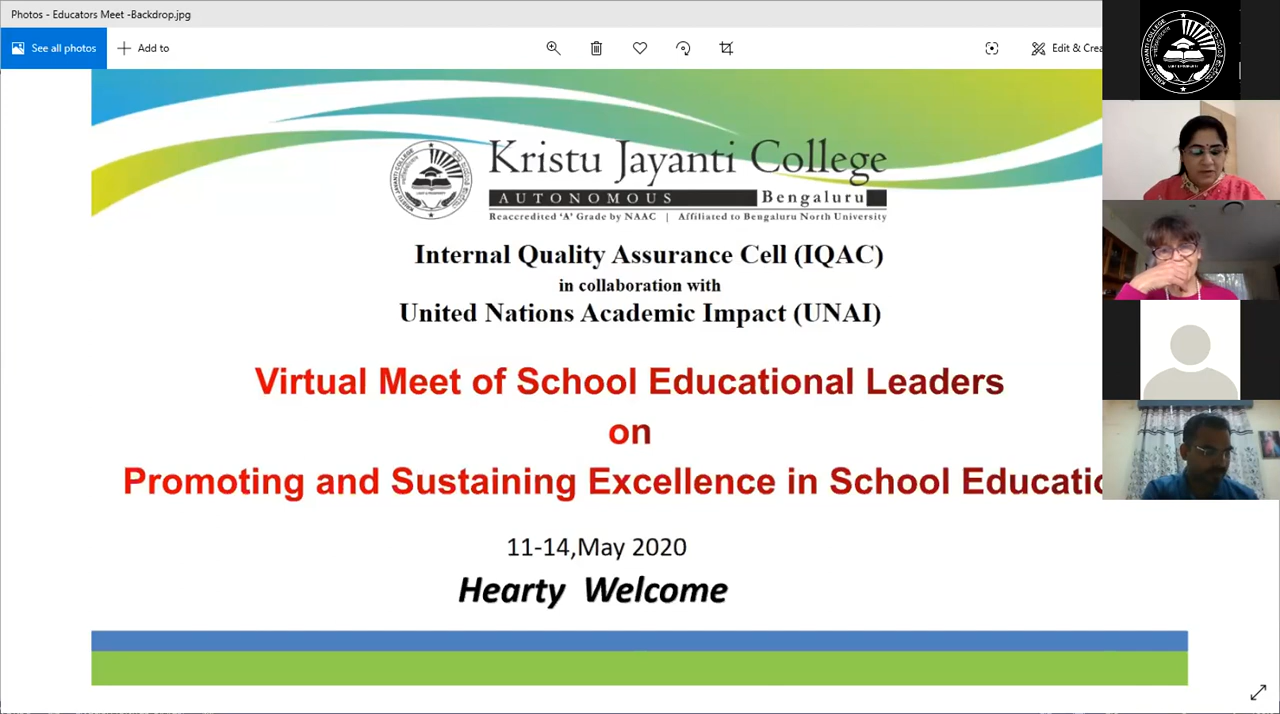 Photos - Educators Meet -Backdrop.jpg
See all photos
Add to
Edit & Crea
Kristu Jayanti College
AUTONOMOUS Bengaluru
Reaccredited 'A' Grade by NAAC | Affiliated to Bengaluru North University
Internal Quality Assurance Cell (IQAC)
in collaboration with
United Nations Academic Impact (UNAI)
Virtual Meet of School Educational Leaders
on
Promoting and Sustaining Excellence in School Educatio
11-14,May 2020
Hearty Welcome
KRISTU JAYANTI COLLEGE